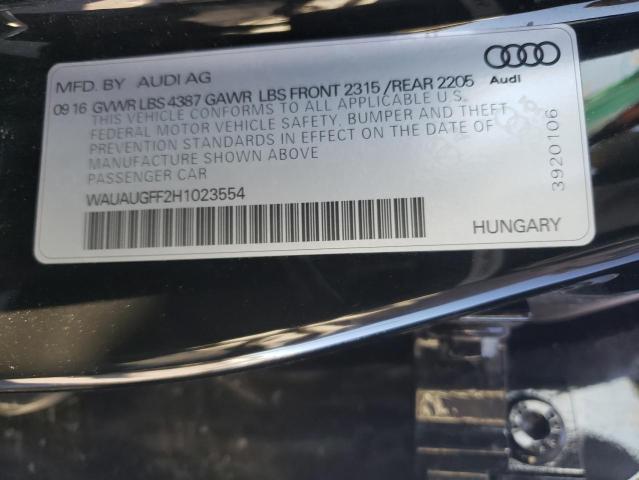 MFD. BY AUDI AG
Audi
09 16 GVWR LBS 4387 GAWR LBS FRONT 2315 /REAR 2205
THIS VEHICLE CONFORMS TO ALL APPLICABLE U.S.
FEDERAL MOTOR VEHICLE SAFETY, BUMPER AND THEFT
PREVENTION STANDARDS IN EFFECT ON THE DATE OF
MANUFACTURE SHOWN ABOVE
PASSENGER CAR
WAUAUGFF2H1023554
HUNGARY
3920106